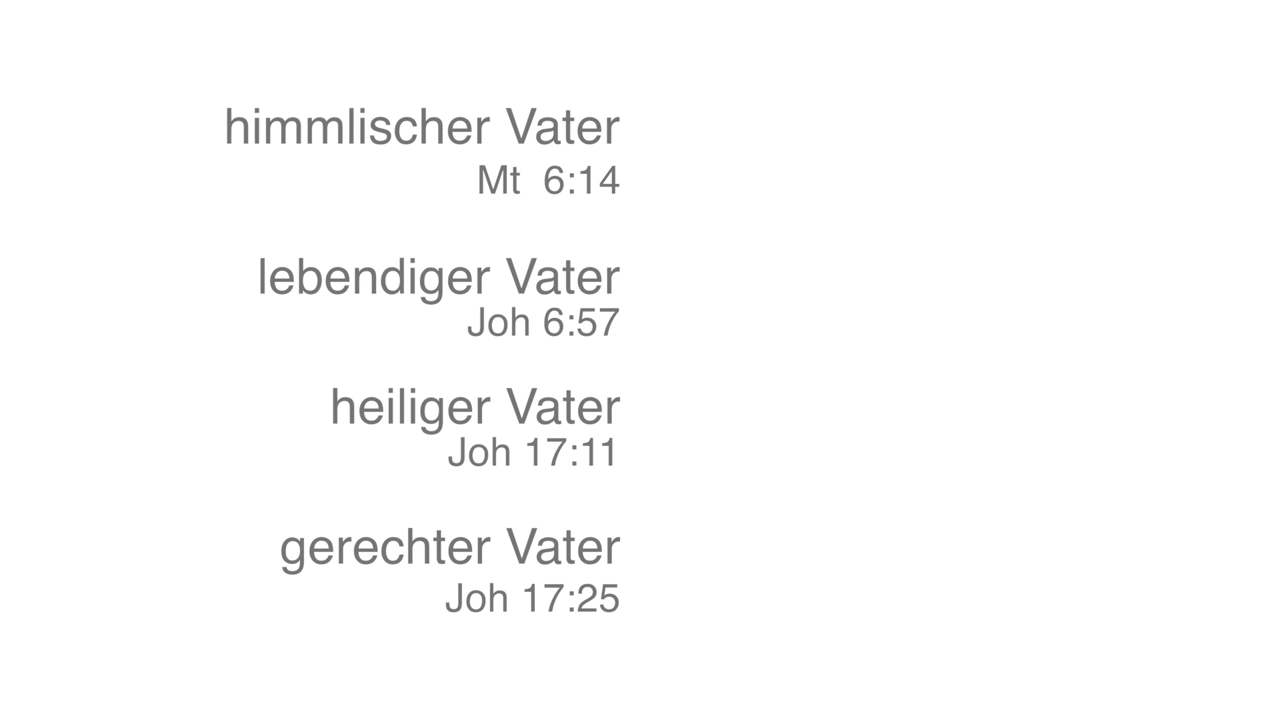 himmlischer Vater
Mt  6:14
lebendiger Vater
Joh 6:57
heiliger Vater
Joh 17:11
gerechter Vater
Joh 17:25